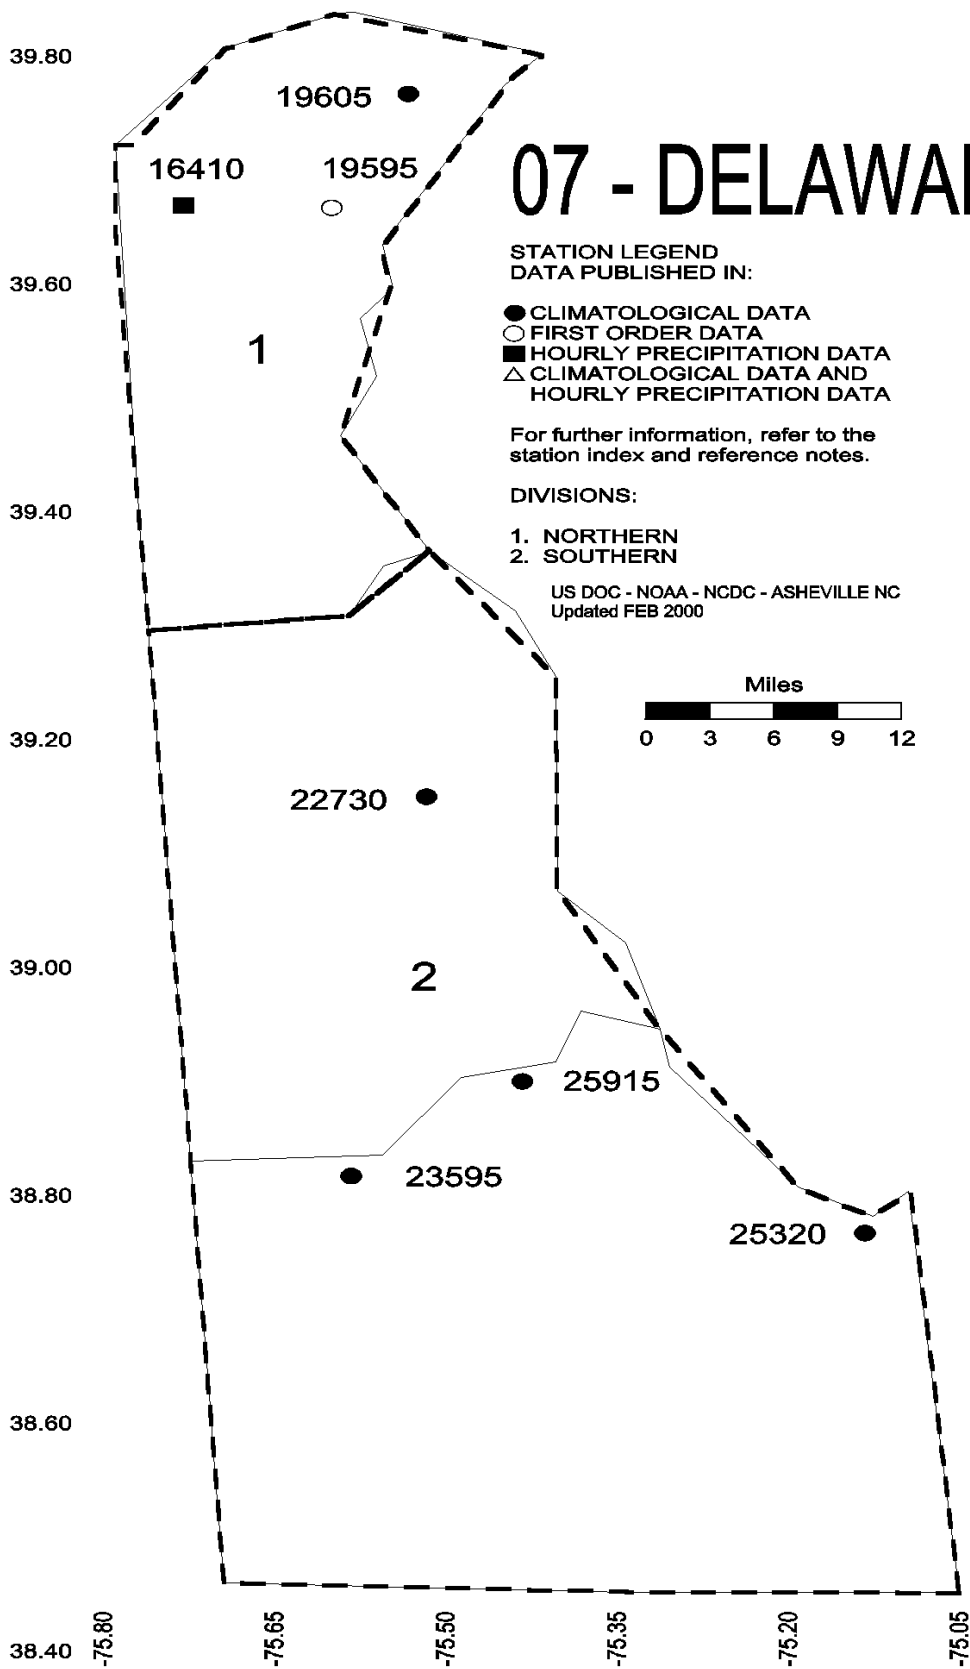 39.80
19605
16410 19595
07 - DELAWA
STATION LEGEND
DATA PUBLISHED IN:
39.60
CLIMATOLOGICAL DATA
FIRST ORDER DATA
HOURLY PRECIPITATION DATA
1
CLIMATOLOGICAL DATA AND
HOURLY PRECIPITATION DATA
For further information, refer to the
station index and reference notes.
DIVISIONS:
39.40
1. NORTHERN
2. SOUTHERN
US DOC - NOAA - NCDC - ASHEVILLE NC
Updated FEB 2000
Miles
0 3 6 9 12
39.20
22730
39.00
2
25915
23595
38.80
25320
38.60
38.40
-75.80
-75.65
-75.50
-75.35
-75.20
-75.05